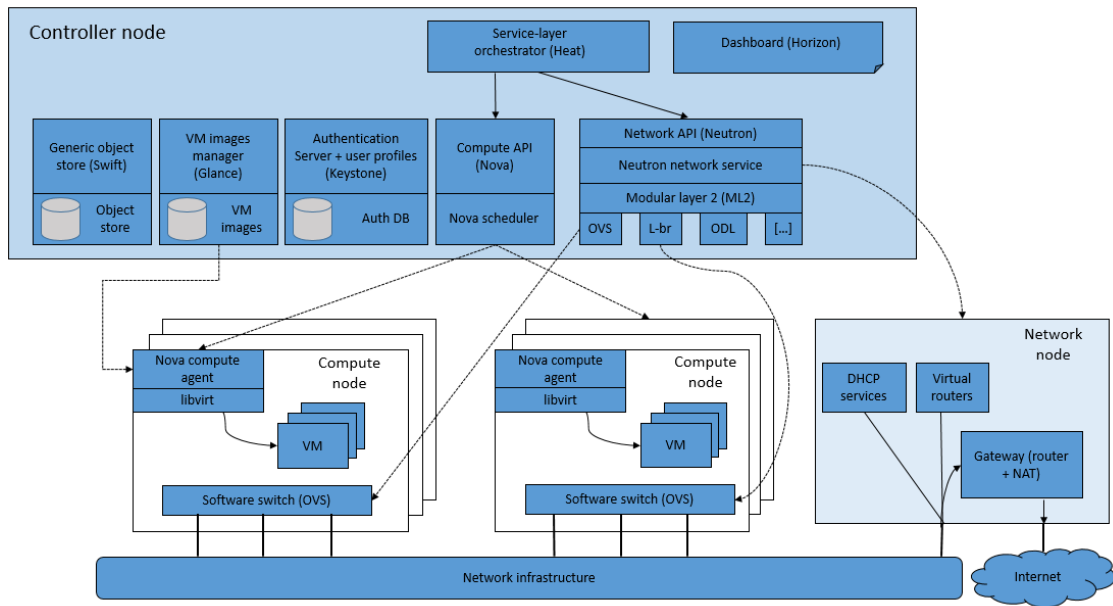 Controller node
Service-layer
orchestrator (Heat)
Dashboard (Horizon)
Generic object
store (Swift)
Object
store
VM images
manager
(Glance)
VM
images
Authentication
Server + user profiles
(Keystone)
Auth DB
Compute API
(Nova)
Nova scheduler
Network API (Neutron)
Neutron network service
Modular layer 2 (ML2)
OVS
L-br
ODL
[...]
Nova compute
agent
libvirt
Compute
node
VM
Software switch (OVS)
Nova compute
agent
libvirt
Compute
node
VM
Software switch (OVS)
Network
node
DHCP
services
Virtual
routers
Gateway (router
+ NAT)
Network infrastructure
Internet